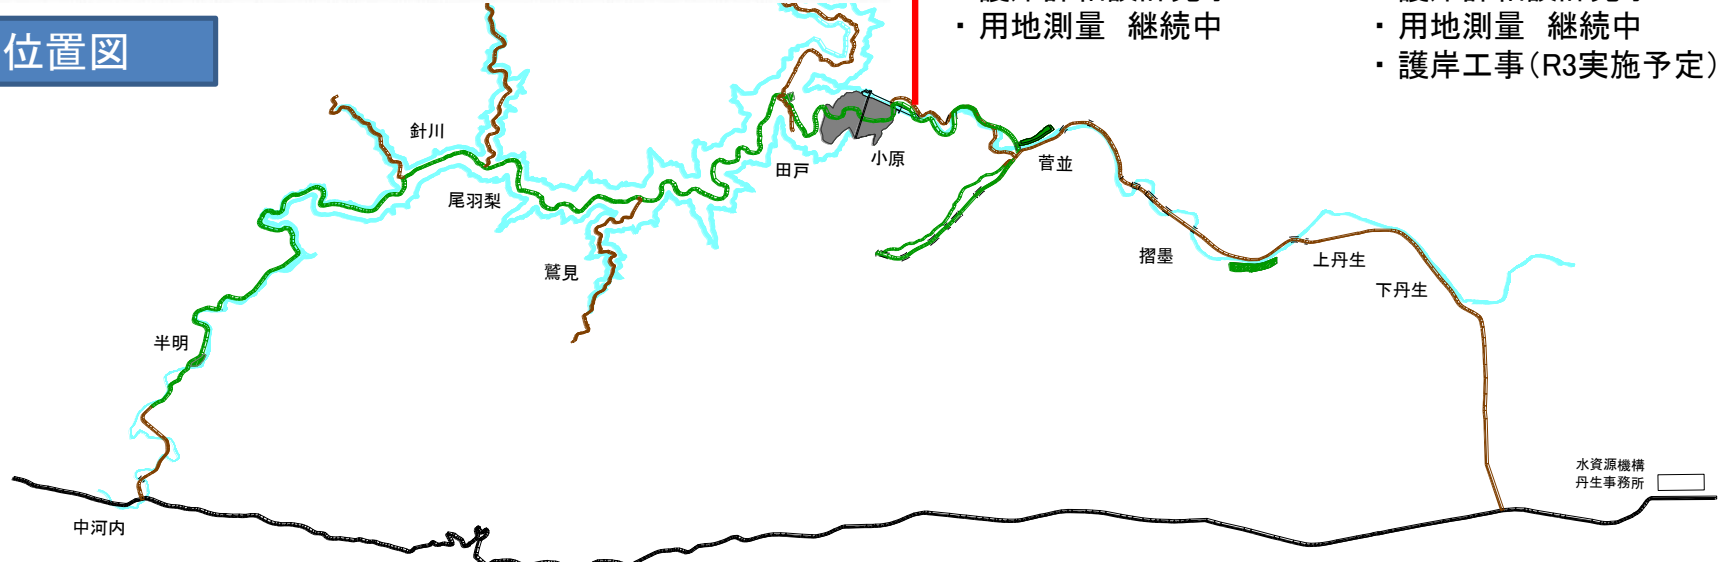 ・用地測量　継続中
・用地測量　継続中
・護岸工事（R3実施予定）
位置図
針川
尾羽梨
鷲見
田戸
小原
菅並
摺墨
上丹生
下丹生
半明
中河内
水資源機構
丹生事務所